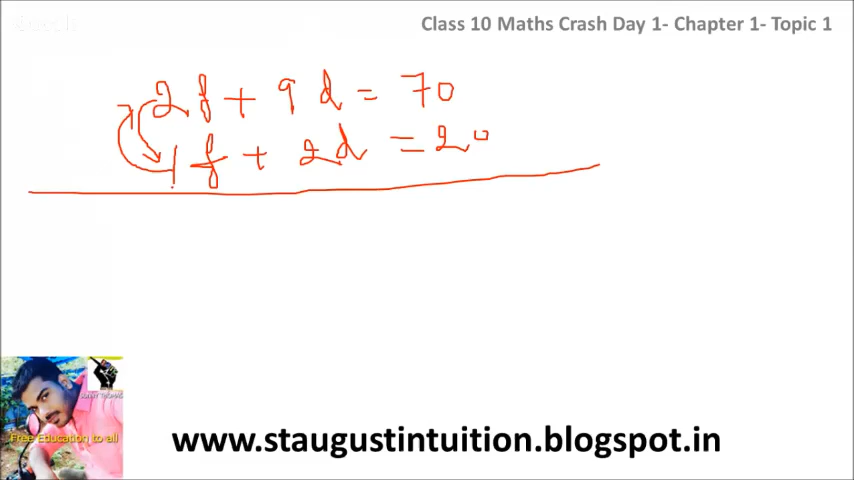 Class 10 Maths Crash Day 1- Chapter 1- Topic 1
2f + 9d = 70
1f + 2d = 20
Free Education to all
www.staugustintuition.blogspot.in